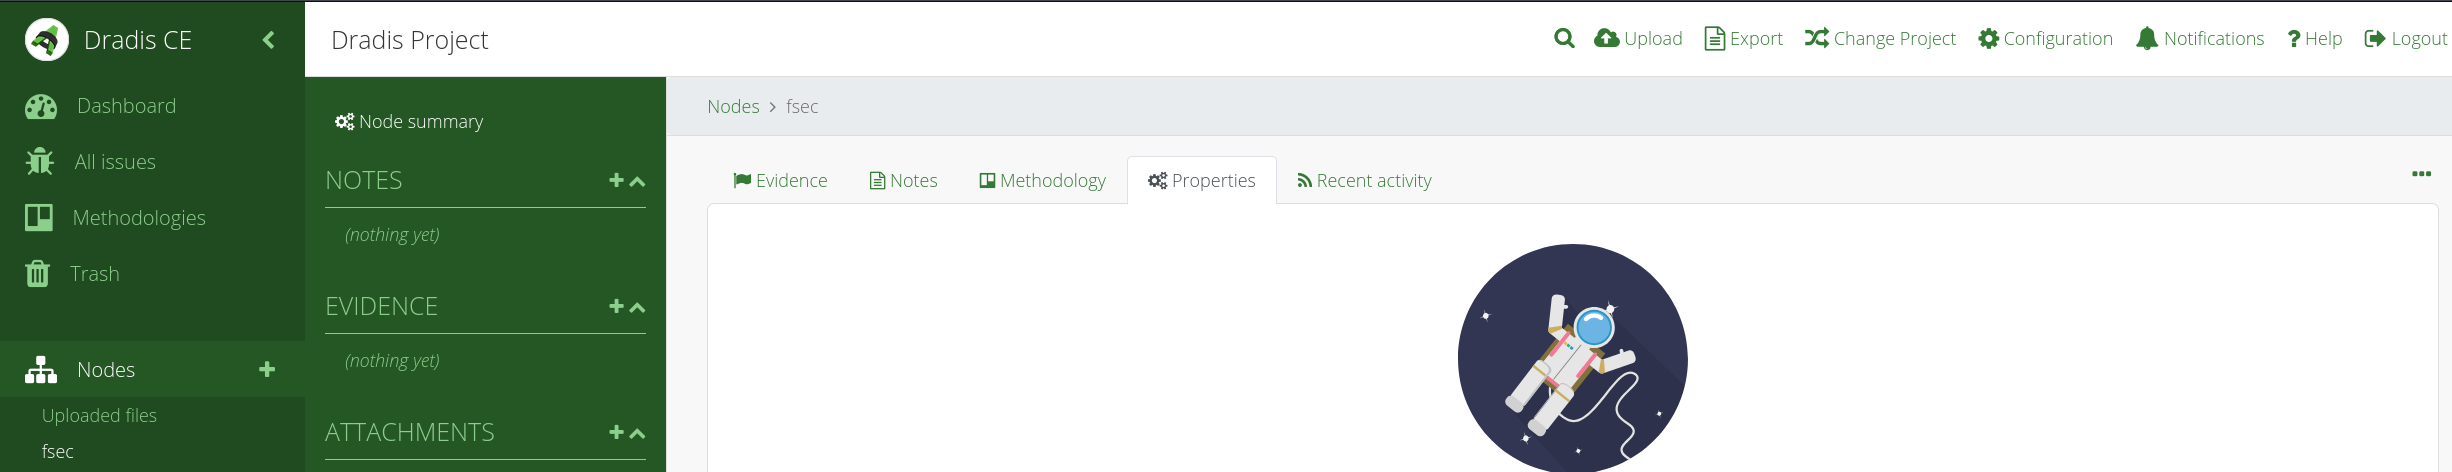 Dradis CE
Dashboard
All issues
Methodologies
Trash
Nodes
Uploaded files
fsec
Dradis Project
Upload
Export
Change Project
Configuration
Notifications
Help
Logout
Node summary
NOTES
(nothing yet)
EVIDENCE
(nothing yet)
ATTACHMENTS
Nodes > fsec
Evidence
Notes
Methodology
Properties
Recent activity